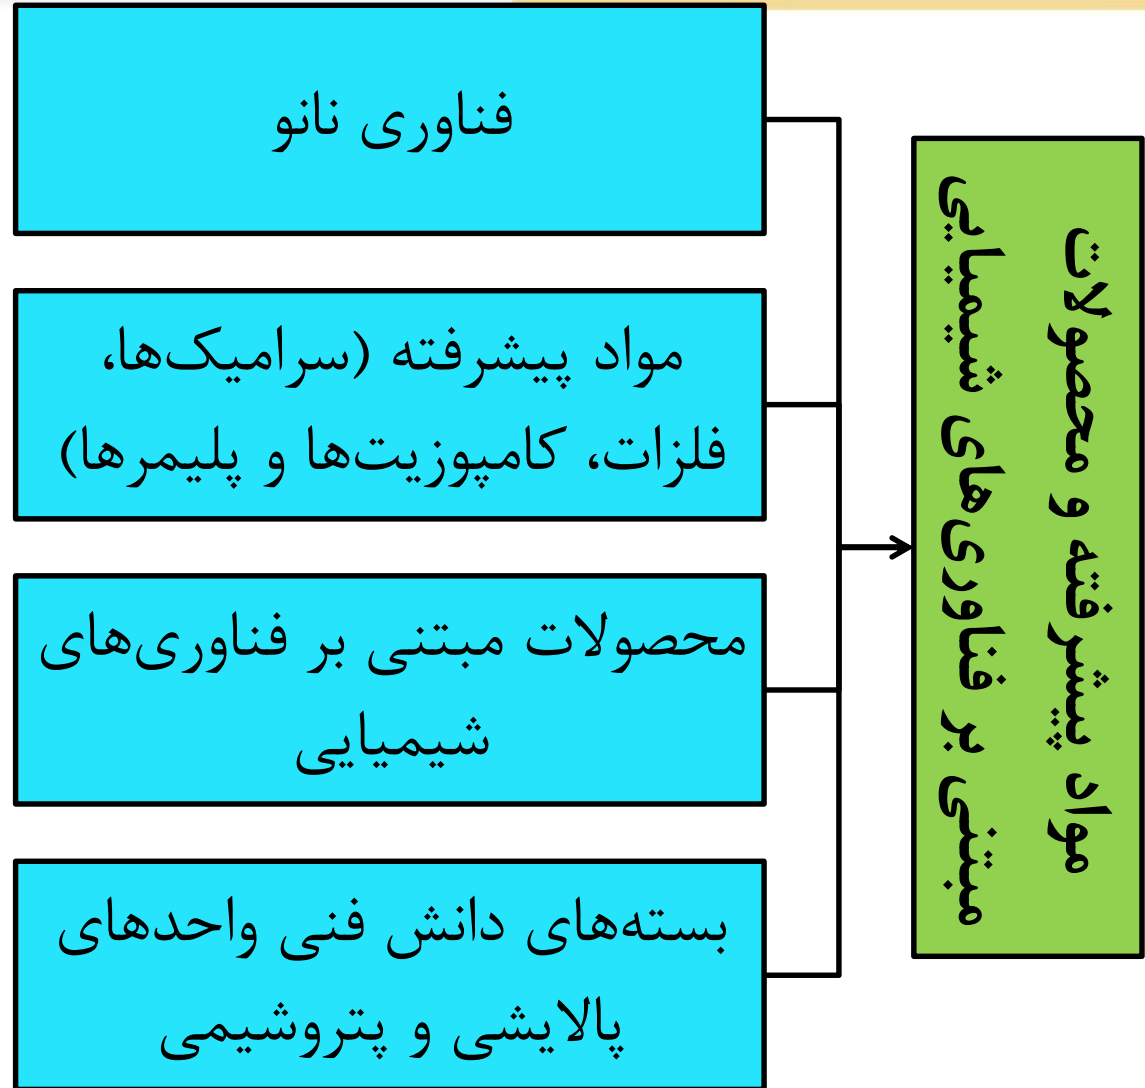 فناوری نانو
مواد پیشرفته (سرامیک‌ها،
فلزات، کامپوزیت‌ها و پلیمرها)
محصولات مبتنی بر فناوری‌های
شیمیایی
بسته‌های دانش فنی واحدهای
پالایشی و پتروشیمی
مواد پیشرفته و محصولات
مبتنی بر فناوری‌های شیمیایی